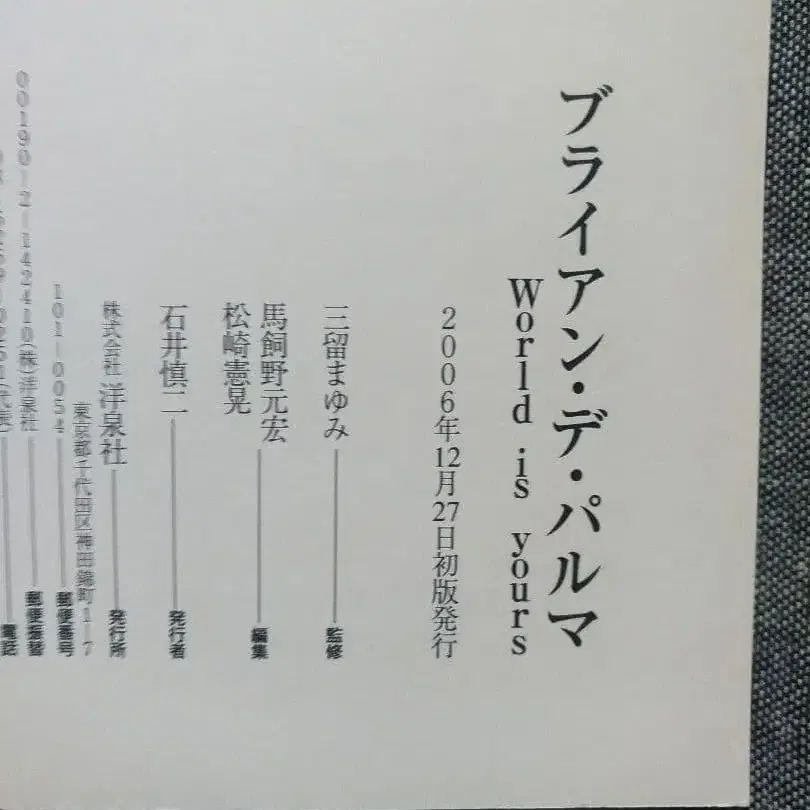 ブライアン・デ・パルマ
World is yours
2006年12月27日初版発行
三留まゆみ――監修
馬飼野元宏
松崎憲晃――編集
石井慎二――発行者
株式会社 洋泉社――発行所
東京都千代田区神田錦町1-7
101-0054――郵便番号
00190-2-142410(株)洋泉社――郵便振替
(代表)――電話